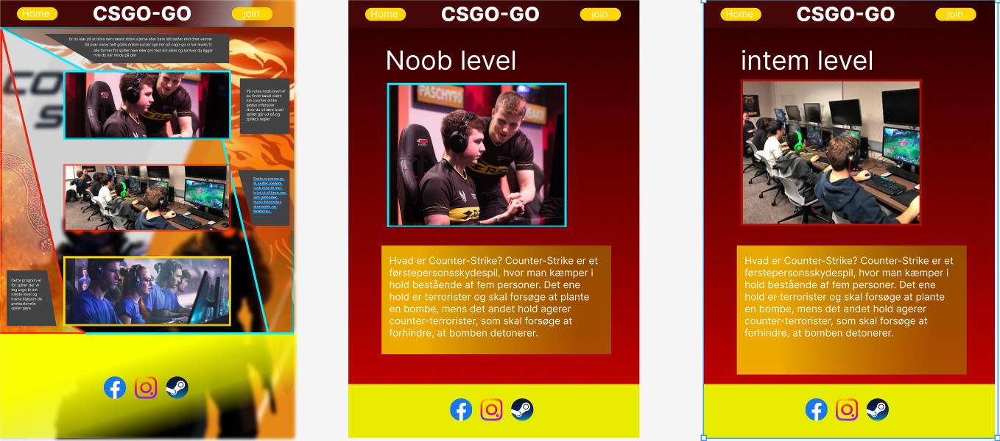 Home
CSGO-GO
join
Er du klar på at blive den næste store stjerne eller bare lidt beder end dine venner
Så prøv vores helt gratis online kurser lige her på csgo-go vi har levels til
alle former for spiller new eller pro test din skills og se hvor du ligger
hvis du har mode på det
CO
S
På vores noob level vil
du finde basal viden
om counter strike
global offensive
Hvor du vil lære hvad
spillet går ud på og
spillets regler
Dette program er
til spiller
Dette program er
for spiller der vil
tag csgo til det
næste level og
træne ligesom de
professionelle
spiller gøre
Home
CSGO-GO
join
Noob level
PASCHY90
Hvad er Counter-Strike? Counter-Strike er et
førstepersonsskydespil, hvor man kæmper i
hold bestående af fem personer. Det ene
hold er terrorister og skal forsøge at plante
en bombe, mens det andet hold agerer
counter-terrorister, som skal forsøge at
forhindre, at bomben detonerer.
Home
CSGO-GO
join
intem level
Hvad er Counter-Strike? Counter-Strike er et
førstepersonsskydespil, hvor man kæmper i
hold bestående af fem personer. Det ene
hold er terrorister og skal forsøge at plante
en bombe, mens det andet hold agerer
counter-terrorister, som skal forsøge at
forhindre, at bomben detonerer.